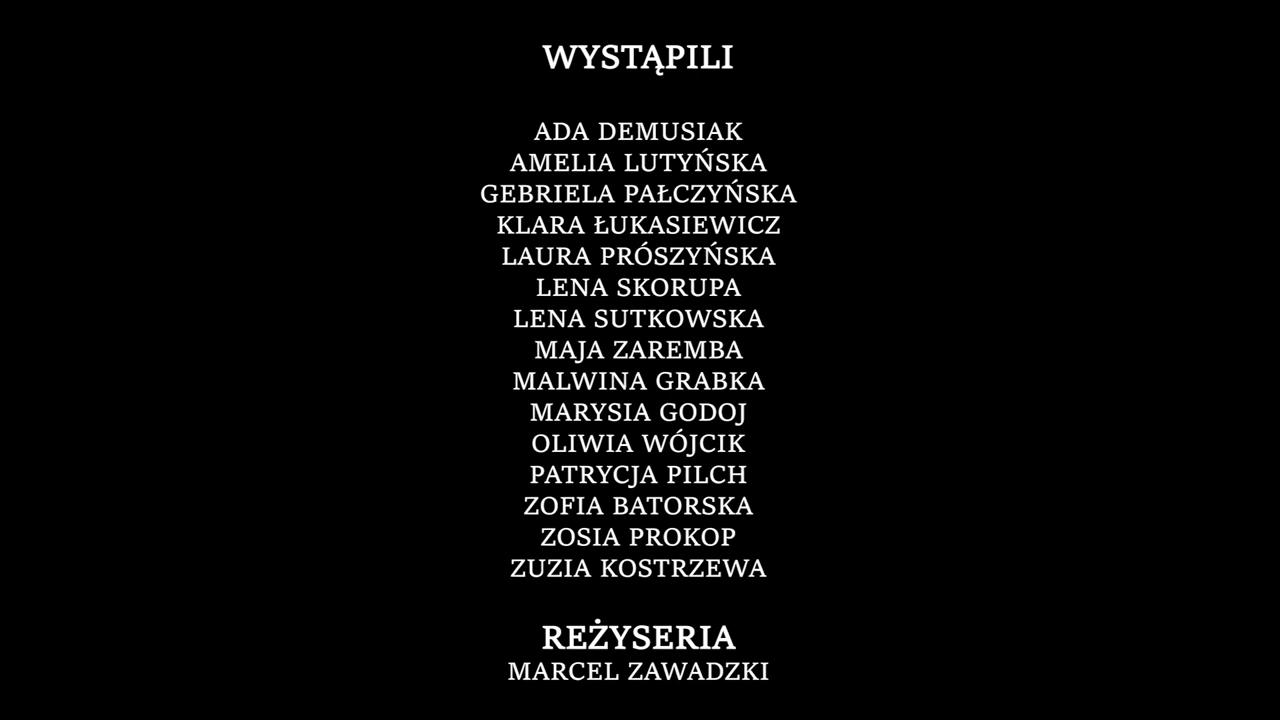 WYSTĄPILI
ADA DEMUSIAK
AMELIA LUTYŃSKA
GEBRIELA PAŁCZYŃSKA
KLARA ŁUKASIEWICZ
LAURA PRÓSZYŃSKA
LENA SKORUPA
LENA SUTKOWSKA
MAJA ZAREMBA
MALWINA GRABKA
MARYSIA GODOJ
OLIWIA WÓJCIK
PATRYCJA PILCH
ZOFIA BATORSKA
ZOSIA PROKOP
ZUZIA KOSTRZEWA
REŻYSERIA
MARCEL ZAWADZKI